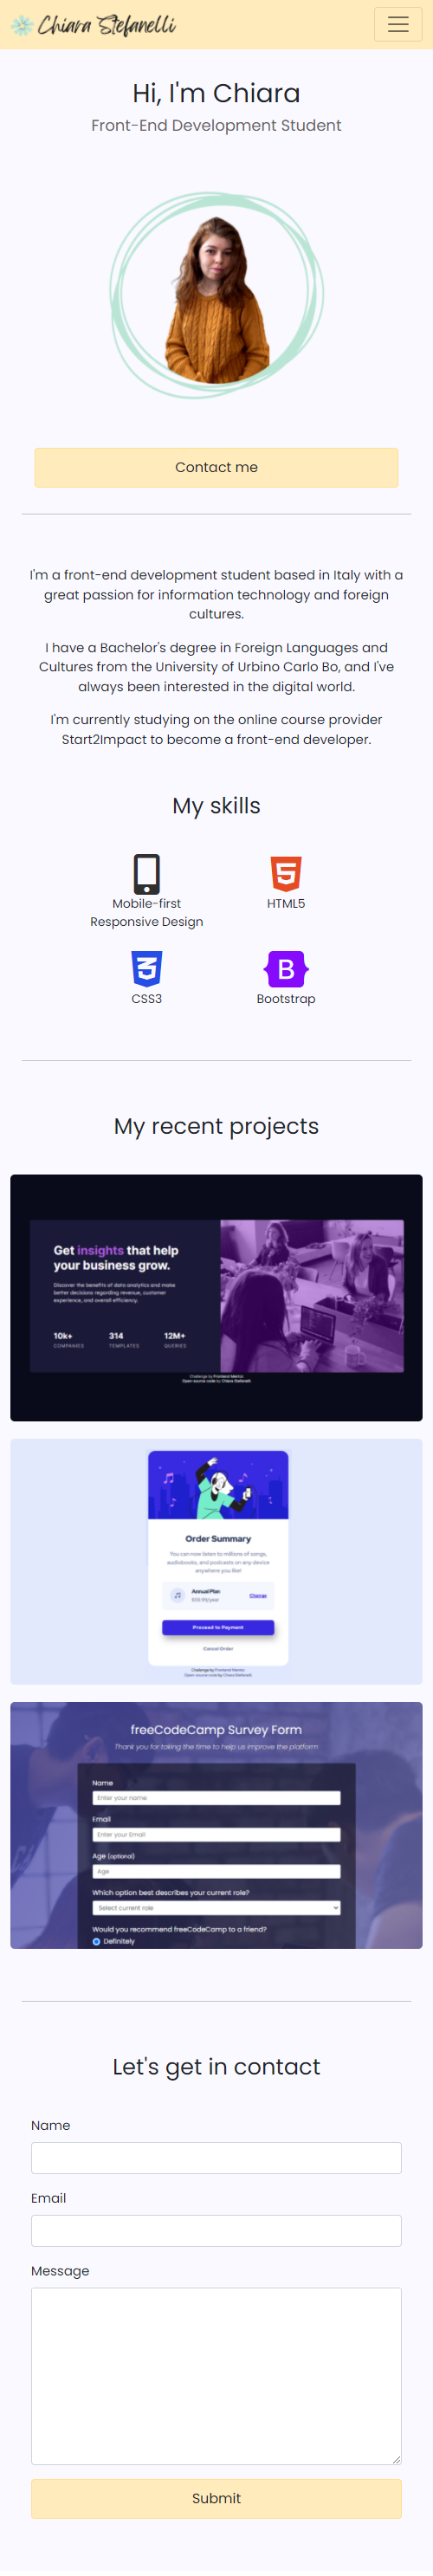 Chiara Stefanelli
Hi, I'm Chiara
Front-End Development Student
Contact me
I'm a front-end development student based in Italy with a
great passion for information technology and foreign
cultures.
I have a Bachelor's degree in Foreign Languages and
Cultures from the University of Urbino Carlo Bo, and I've
always been interested in the digital world.
I'm currently studying on the online course provider
Start2Impact to become a front-end developer.
My skills
Mobile-first
Responsive Design
HTML5
CSS3
B
Bootstrap
My recent projects
Get insights that help
your business grow.
Discover the benefits of data analytics and make
better decisions regarding revenue, customer
experience, and overall efficiency.
10k+ 314 12M+
COMPANIES TEMPLATES QUERIES
Challenge by Frontend Mentor.
Open source code by Chiara Stefanelli.
Order Summary
You can now listen to millions of songs,
audiobooks, and podcasts on any device
anywhere you like!
Annual Plan
Change
Proceed to Payment
Cancel Order
Challenge by Frontend Mentor.
Open source code by Chiara Stefanelli.
freeCodeCamp Survey Form
Thank you for taking the time to help us improve the platform
Name
Enter your name
Email
Enter your Email
Age (optional)
Age
Which option best describes your current role?
Select current role
Would you recommend freeCodeCamp to a friend?
Definitely
Let's get in contact
Name
Email
Message
Submit